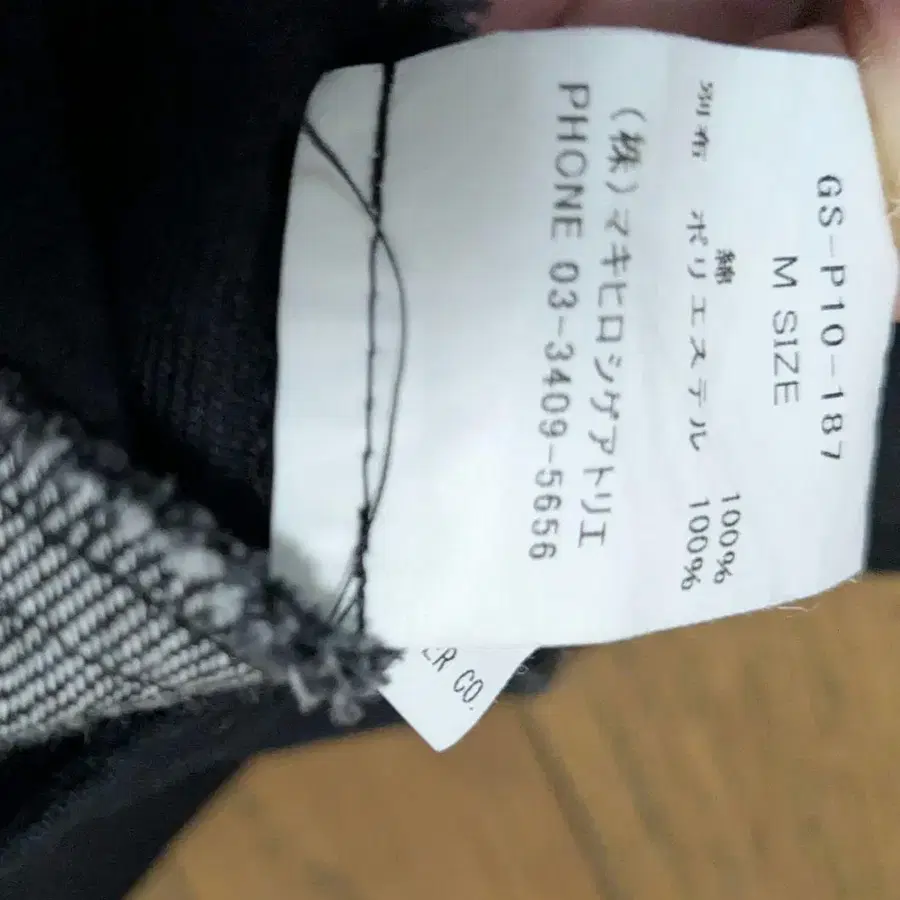 GS-P10-187
M SIZE
綿 100%
別布 ポリエステル 100%
(株)マキヒロシゲアトリエ
PHONE 03-3409-5656
ER CO.